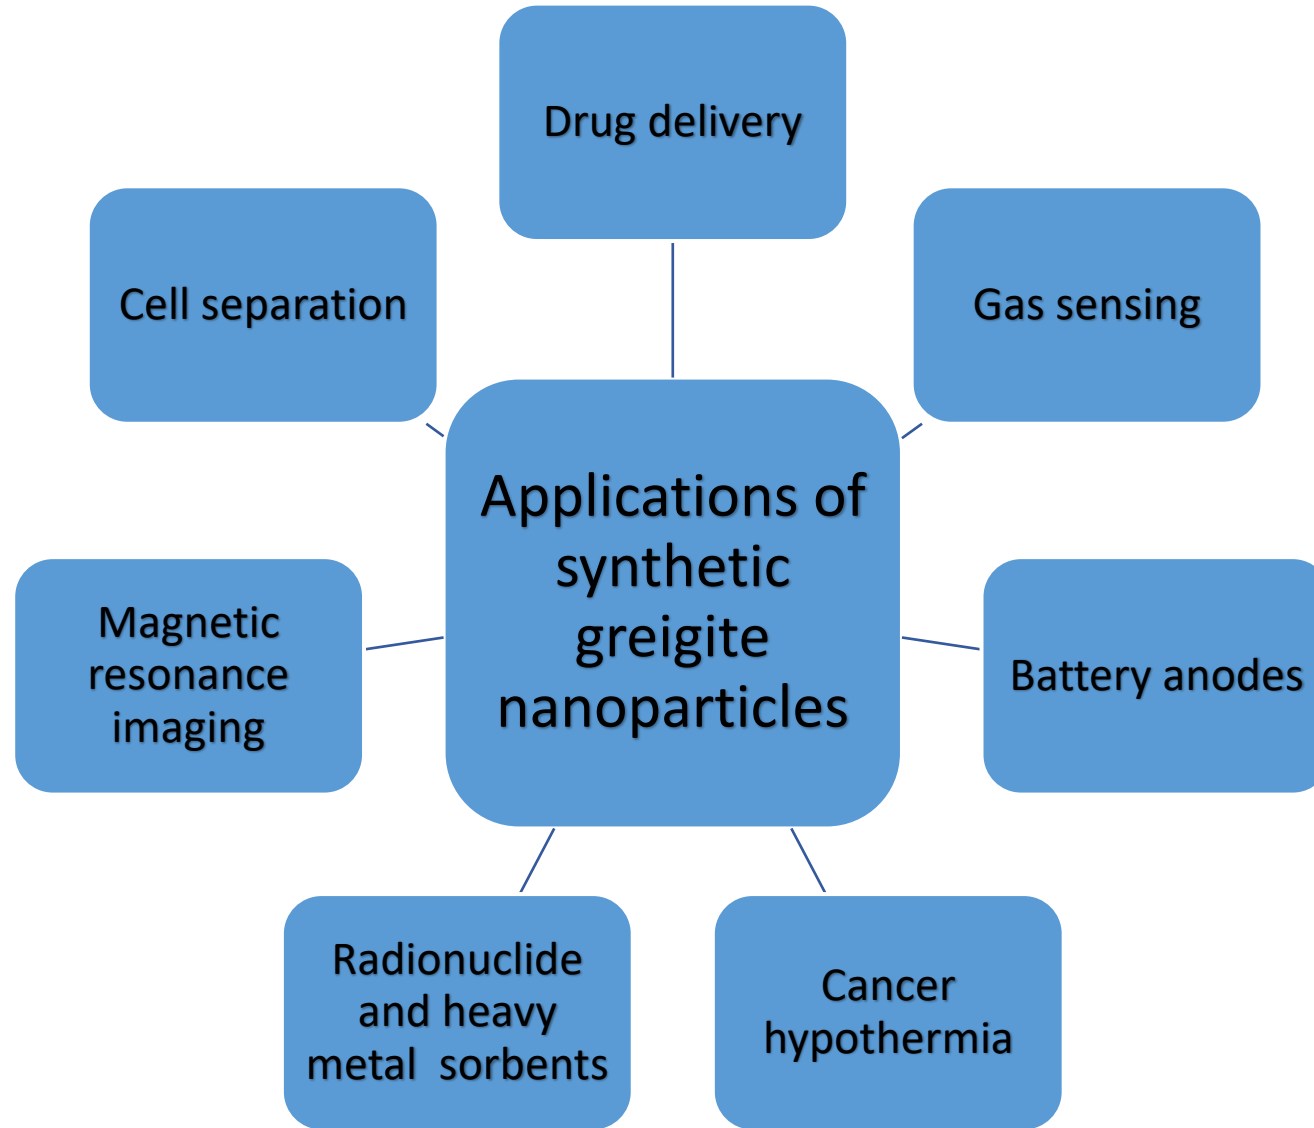 Drug delivery
Cell separation
Gas sensing
Applications of
synthetic
greigite
nanoparticles
Magnetic
resonance
imaging
Battery anodes
Radionuclide
and heavy
metal  sorbents
Cancer
hypothermia